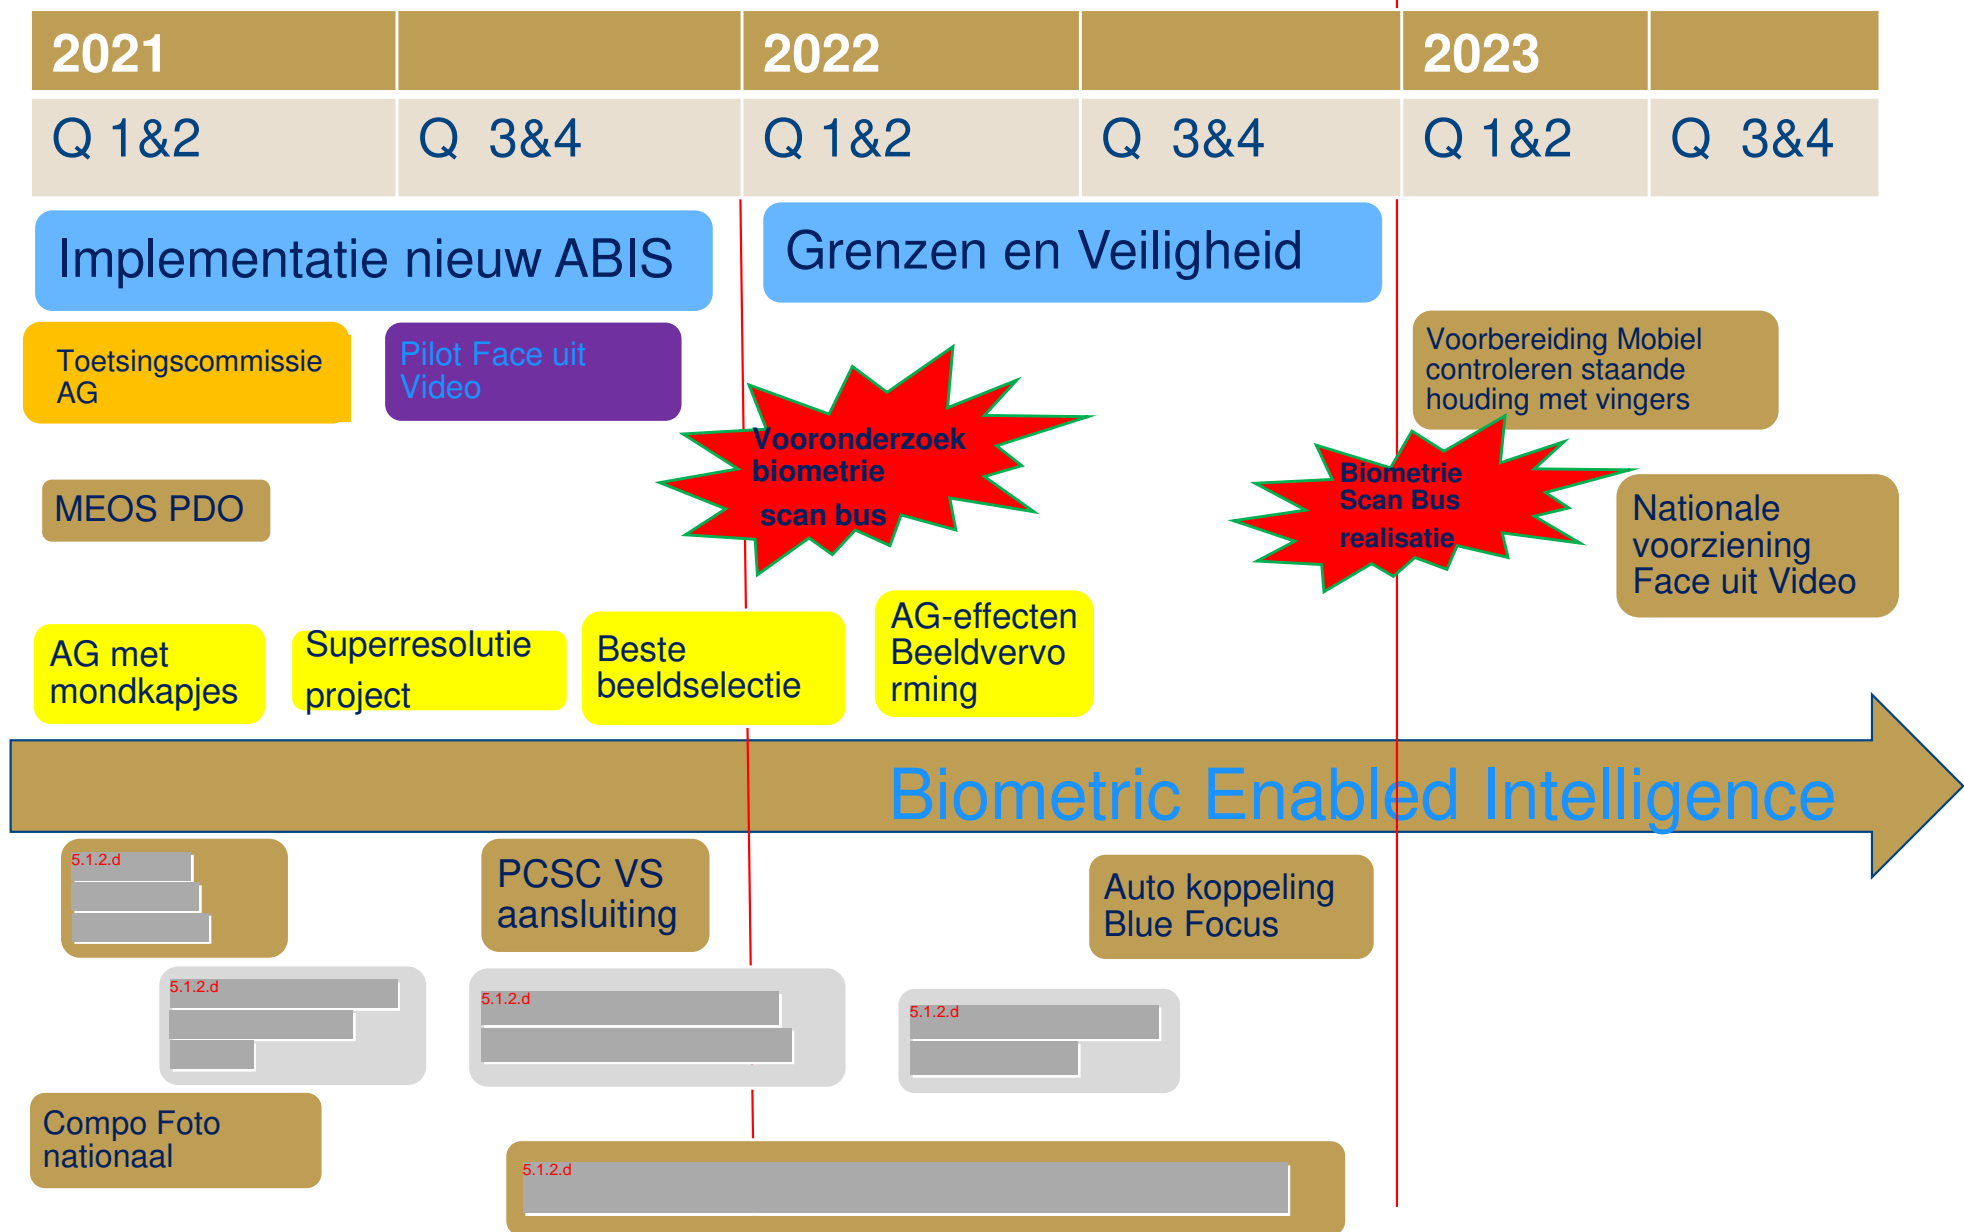 2021 2022 2023
Q 1&2 Q 3&4 Q 1&2 Q 3&4 Q 1&2 Q 3&4
Implementatie nieuw ABIS
Grenzen en Veiligheid
Toetsingscommissie
AG
Pilot Face uit
Video
Voorbereiding Mobiel
controleren staande
houding met vingers
Vooronderzoek
biometrie
scan bus
Biometrie
Scan Bus
realisatie
MEOS PDO
Nationale
voorziening
Face uit Video
AG met
mondkapjes
Superresolutie
project
Beste
beeldselectie
AG-effecten
Beeldvervo
rming
Biometric Enabled Intelligence
5.1.2.d
PCSC VS
aansluiting
Auto koppeling
Blue Focus
5.1.2.d
5.1.2.d
5.1.2.d
Compo Foto
nationaal
5.1.2.d